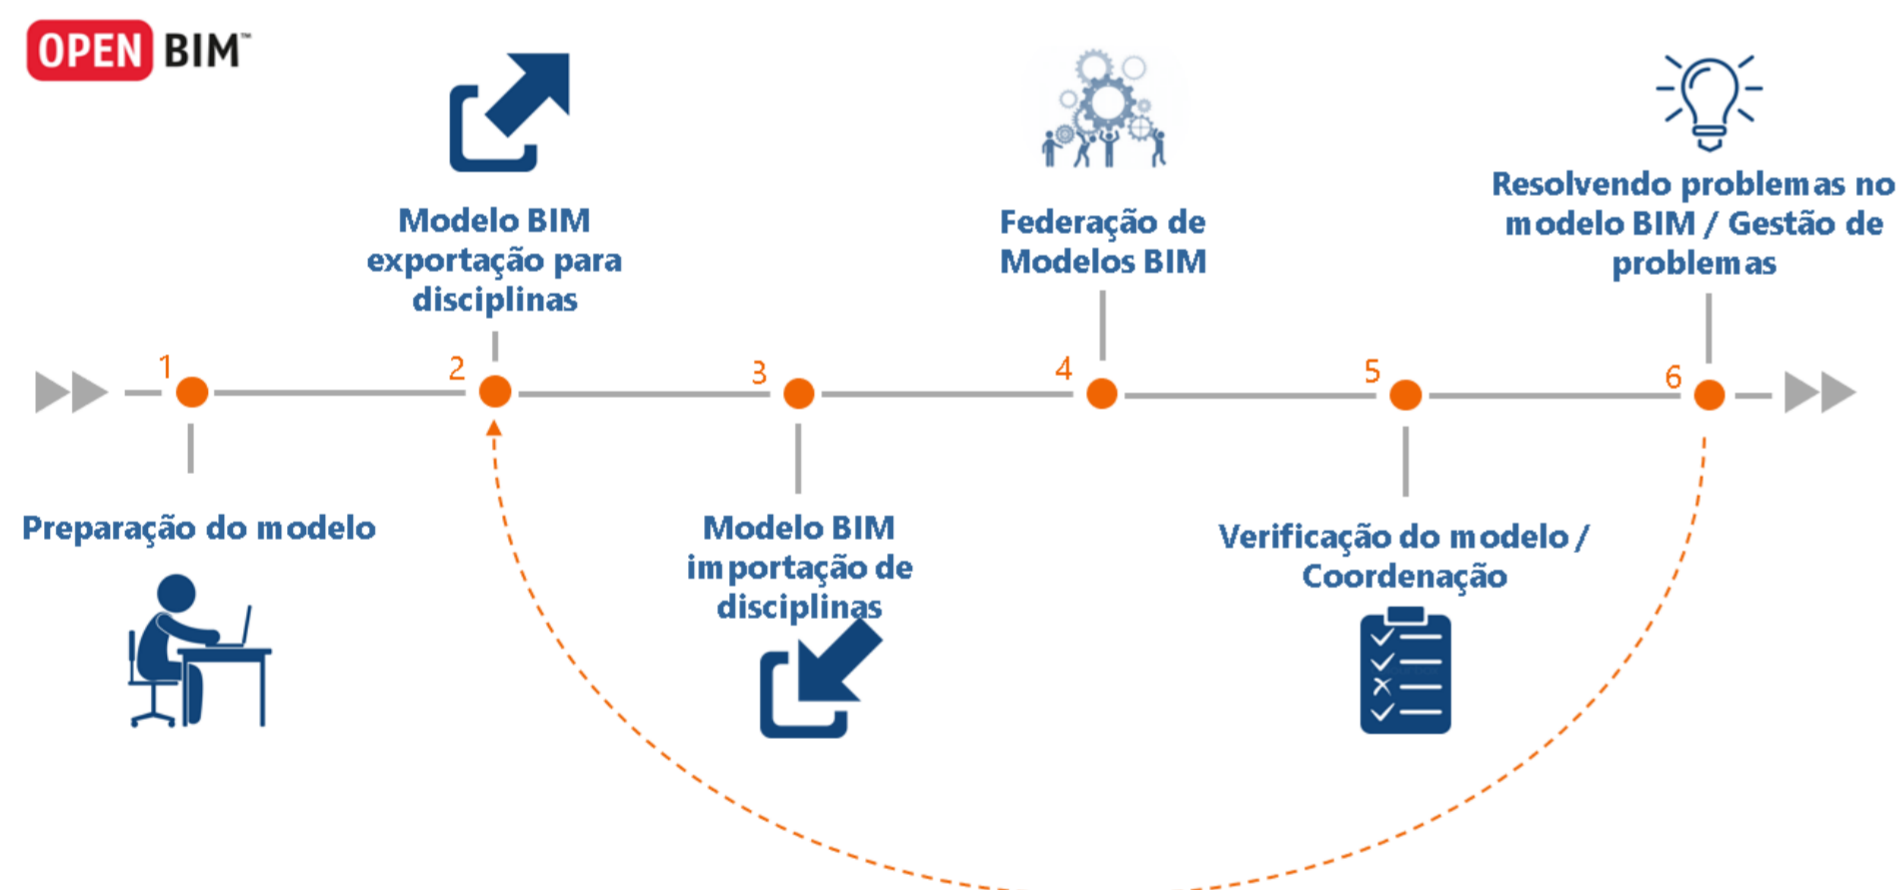 OPEN BIM™
Modelo BIM
exportação para
disciplinas
Federação de
Modelos BIM
Resolvendo problemas no
modelo BIM / Gestão de
problemas
1
2
3
4
5
6
Preparação do modelo
Modelo BIM
importação de
disciplinas
Verificação do modelo /
Coordenação